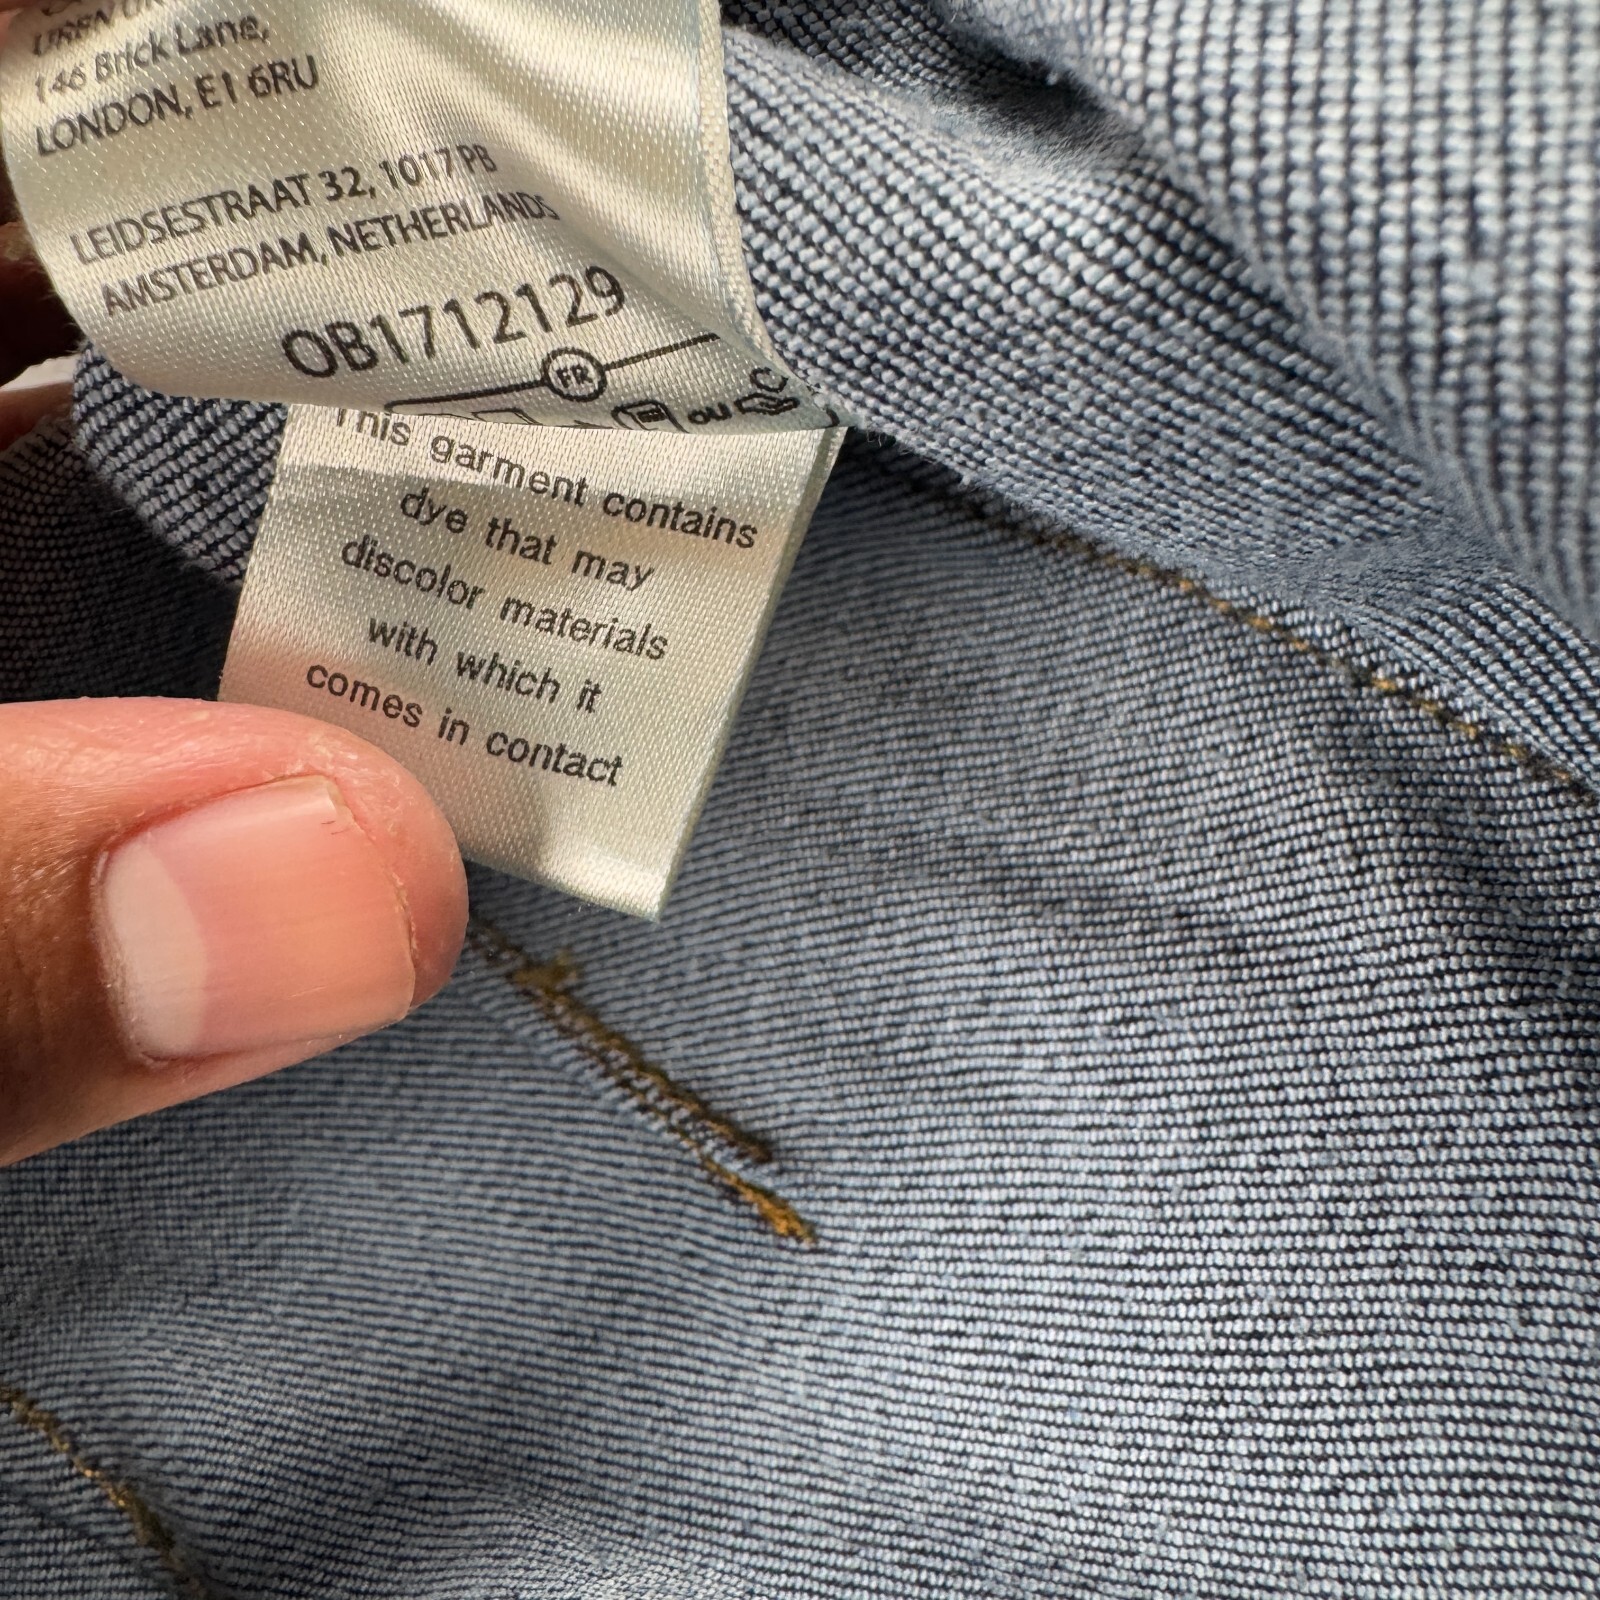 146 Brick Lane,
LONDON, E1 6RU
LEIDSESTRAAT 32, 1017 PB
AMSTERDAM, NETHERLANDS
OB1712129
FR
OU
This garment contains
dye that may
discolor materials
with which it
comes in contact